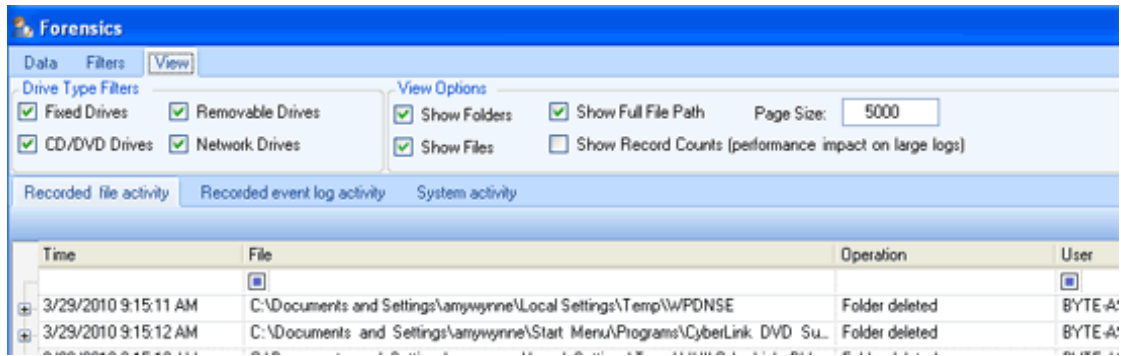 Forensics
Data Filters View
Drive Type Filters View Options
Fixed Drives Removable Drives Show Folders Show Full File Path Page Size: 5000
CD/DVD Drives Network Drives Show Files Show Record Counts (performance impact on large logs)
Recorded file activity Recorded event log activity System activity
Time File Operation User
3/29/2010 9:15:11 AM C:\Documents and Settings\amywynne\Local Settings\Temp\WPDNSE Folder deleted
3/29/2010 9:15:12 AM C:\Documents and Settings\amywynne\Start Menu\Programs\CyberLink DVD Su... Folder deleted